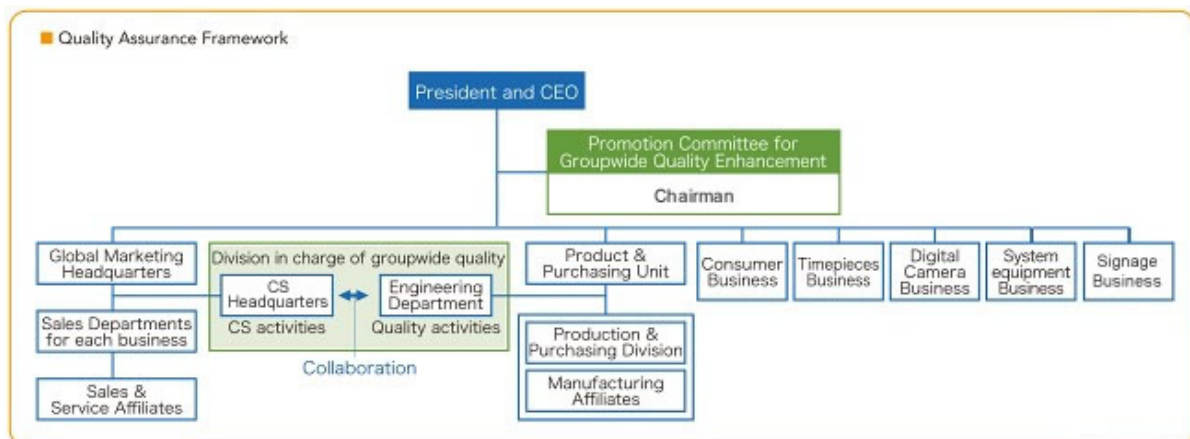 Quality Assurance Framework
President and CEO
Promotion Committee for
Groupwide Quality Enhancement
Chairman
Global Marketing
Headquarters
Division in charge of groupwide quality
CS
Headquarters
CS activities
Engineering
Department
Quality activities
Collaboration
Sales Departments
for each business
Sales &
Service Affiliates
Product &
Purchasing Unit
Production &
Purchasing Division
Manufacturing
Affiliates
Consumer
Business
Timepieces
Business
Digital
Camera
Business
System
equipment
Business
Signage
Business